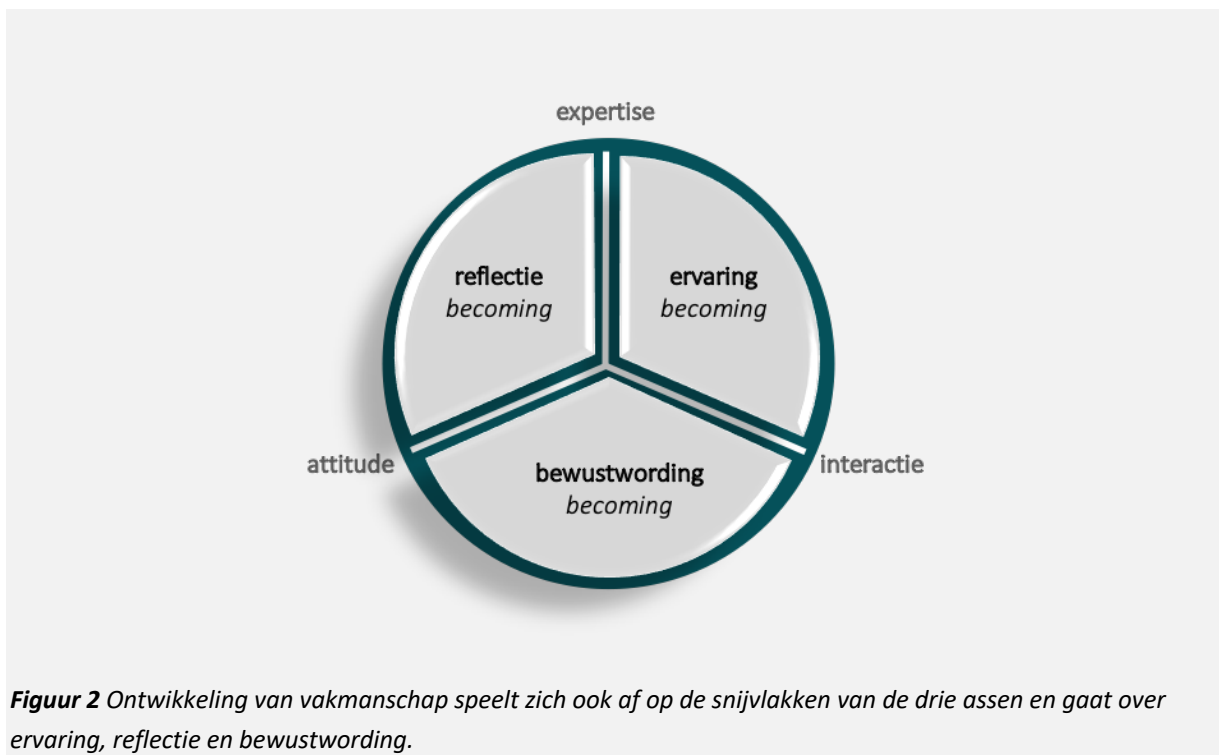 expertise
reflectie
becoming
ervaring
becoming
attitude
interactie
bewustwording
becoming
Figuur 2 Ontwikkeling van vakmanschap speelt zich ook af op de snijvlakken van de drie assen en gaat over
ervaring, reflectie en bewustwording.